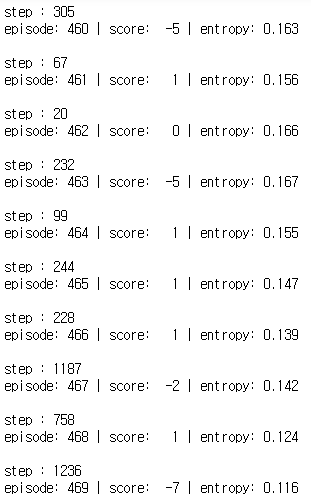 step : 305
episode: 460 | score:  -5 | entropy: 0.163
step : 67
episode: 461 | score:   1 | entropy: 0.156
step : 20
episode: 462 | score:   0 | entropy: 0.166
step : 232
episode: 463 | score:  -5 | entropy: 0.167
step : 99
episode: 464 | score:   1 | entropy: 0.155
step : 244
episode: 465 | score:   1 | entropy: 0.147
step : 228
episode: 466 | score:   1 | entropy: 0.139
step : 1187
episode: 467 | score:  -2 | entropy: 0.142
step : 758
episode: 468 | score:   1 | entropy: 0.124
step : 1236
episode: 469 | score:  -7 | entropy: 0.116